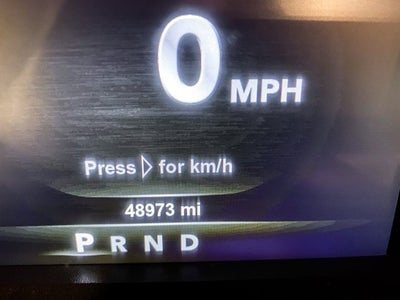 0 MPH
Press ▷ for km/h
48973 mi
P R N D